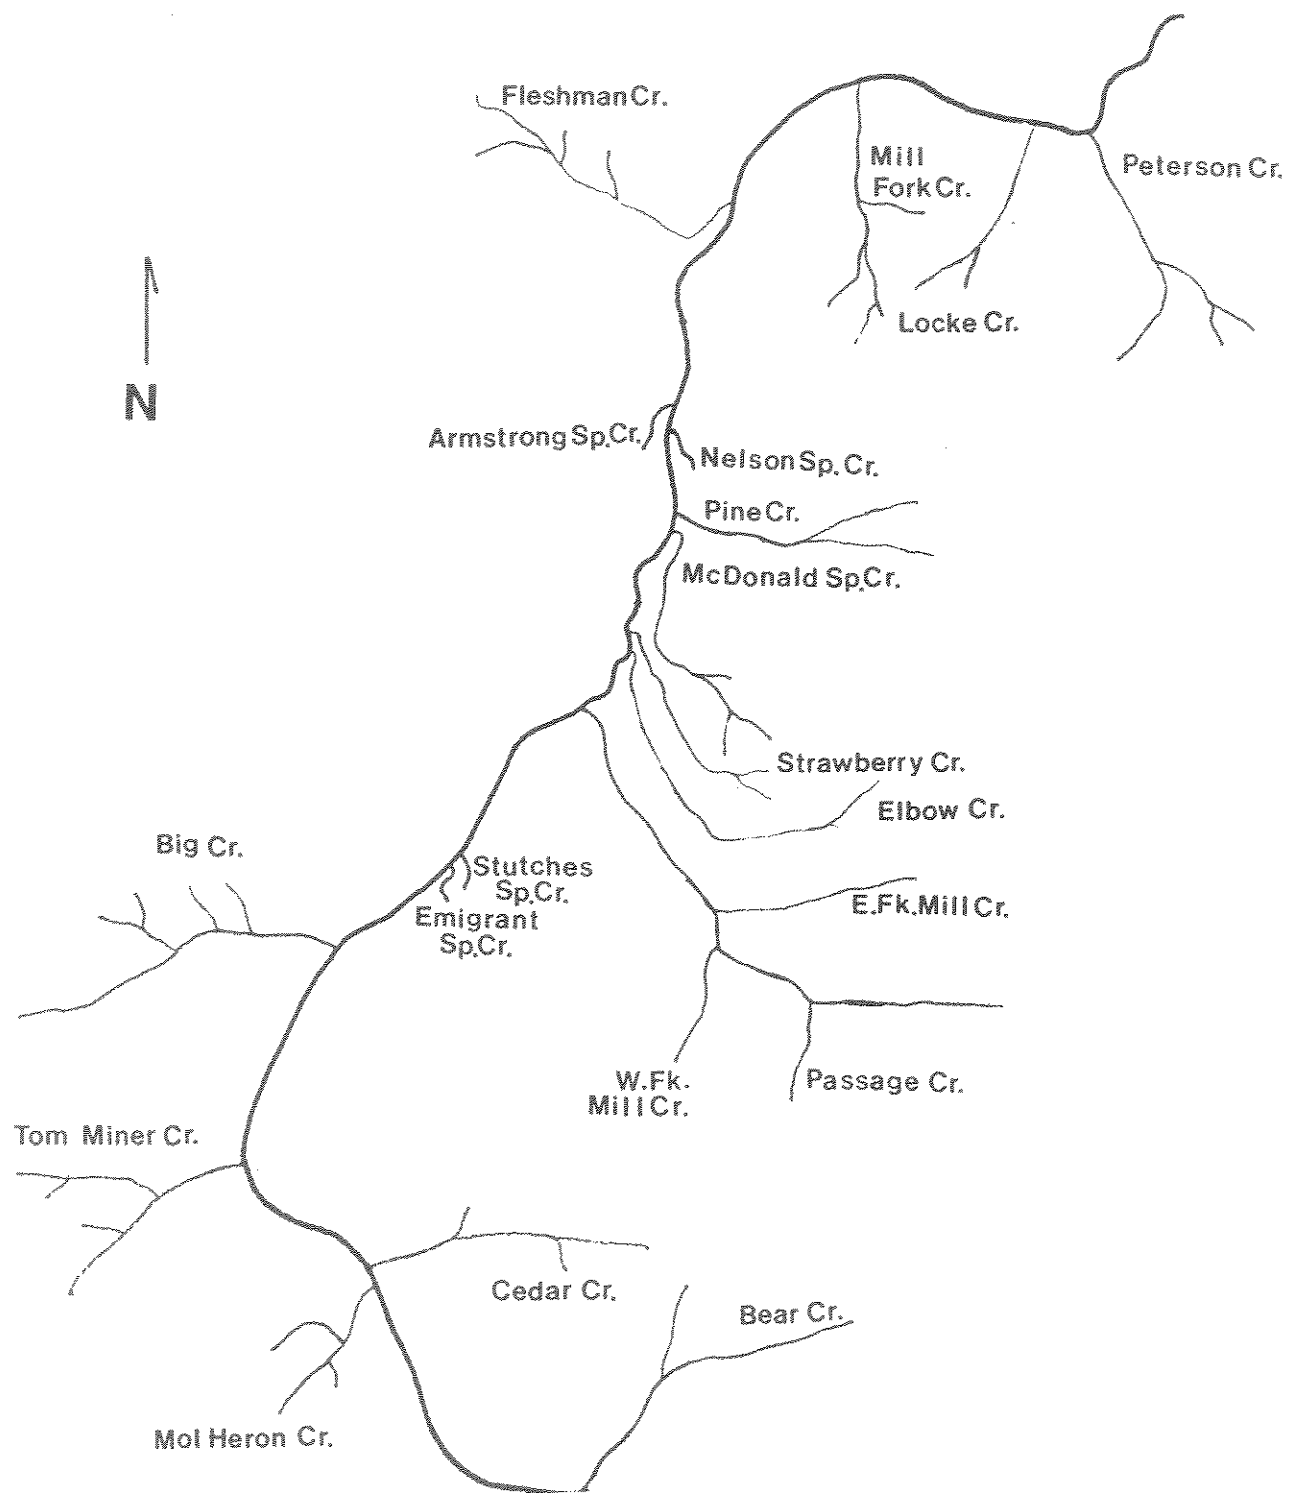 Fleshman Cr.
Mill
Fork Cr.
Peterson Cr.
Locke Cr.
N
Armstrong Sp.Cr.
Nelson Sp. Cr.
Pine Cr.
McDonald Sp.Cr.
Strawberry Cr.
Elbow Cr.
Big Cr.
Stutches
Sp.Cr.
Emigrant
Sp.Cr.
E.Fk.Mill Cr.
W.Fk.
Mill Cr.
Passage Cr.
Tom Miner Cr.
Cedar Cr.
Bear Cr.
Mol Heron Cr.